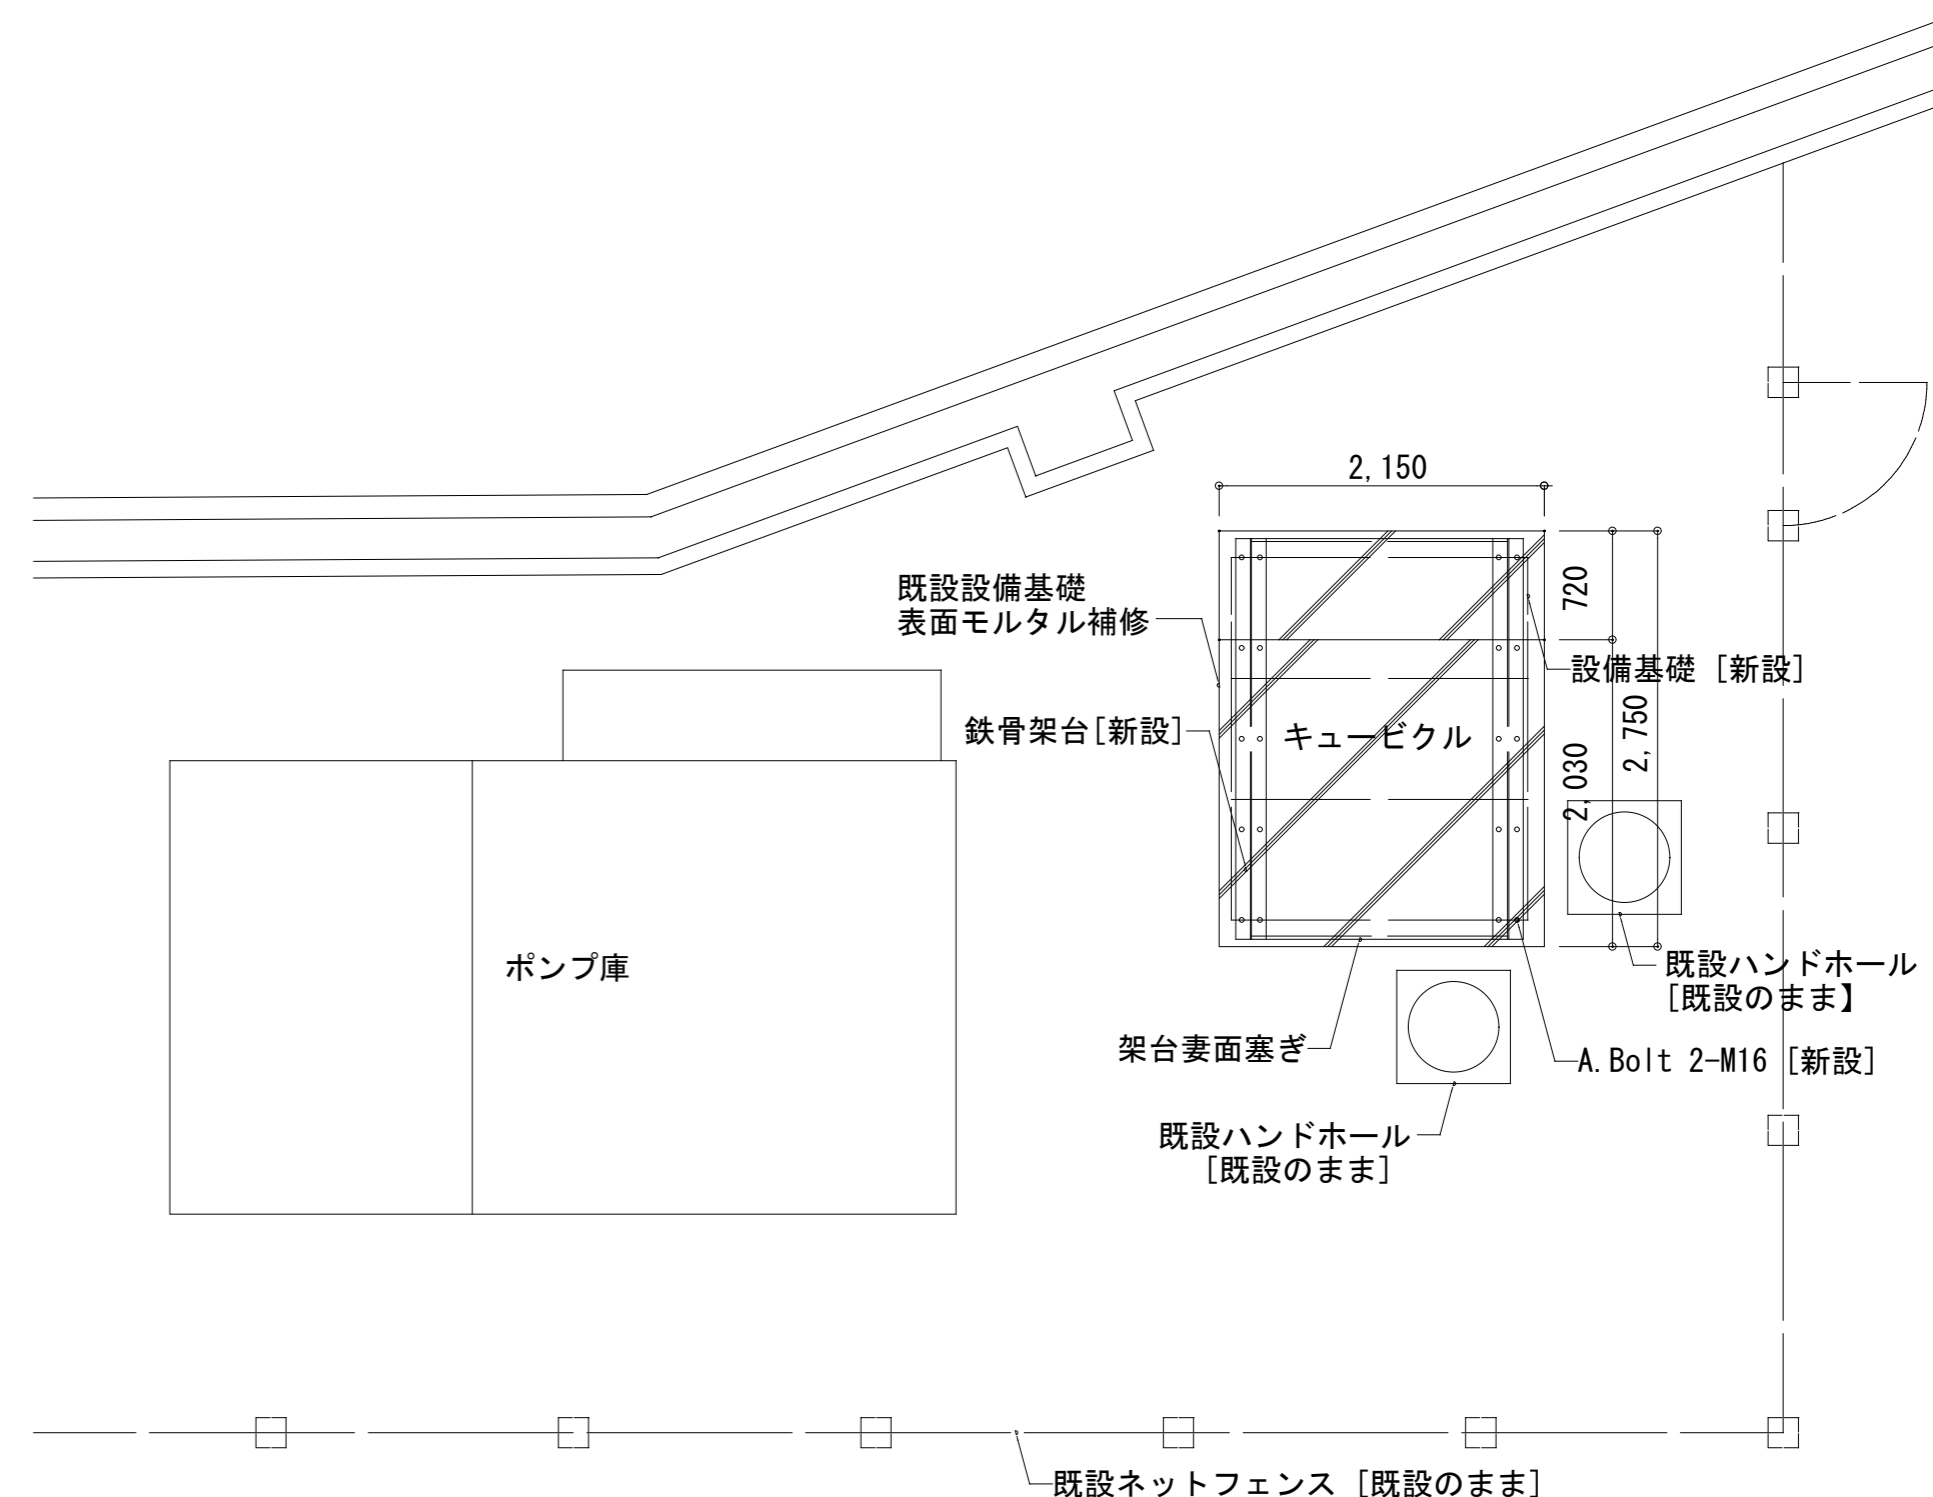 2,150
既設設備基礎
表面モルタル補修
720
設備基礎 [新設]
鉄骨架台[新設]
キュービクル
2,750
2,030
ポンプ庫
既設ハンドホール
[既設のまま】
架台妻面塞ぎ
A.Bolt 2-M16 [新設]
既設ハンドホール
[既設のまま]
既設ネットフェンス [既設のまま]